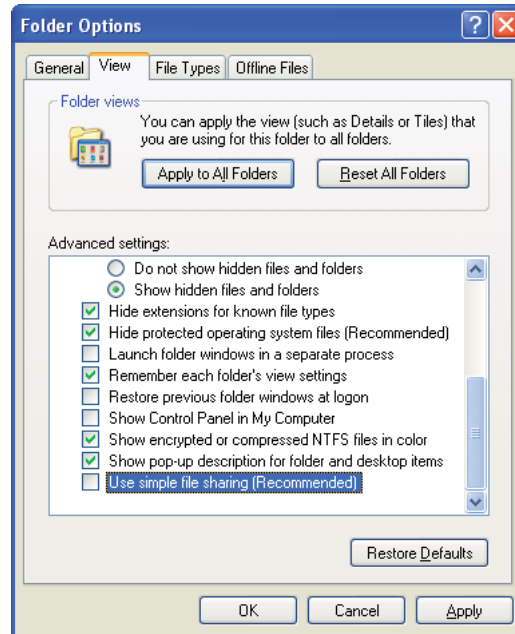 Folder Options
General View File Types Offline Files
Folder views
You can apply the view (such as Details or Tiles) that
you are using for this folder to all folders.
Apply to All Folders Reset All Folders
Advanced settings:
Do not show hidden files and folders
Show hidden files and folders
Hide extensions for known file types
Hide protected operating system files (Recommended)
Launch folder windows in a separate process
Remember each folder's view settings
Restore previous folder windows at logon
Show Control Panel in My Computer
Show encrypted or compressed NTFS files in color
Show pop-up description for folder and desktop items
Use simple file sharing (Recommended)
Restore Defaults
OK Cancel Apply